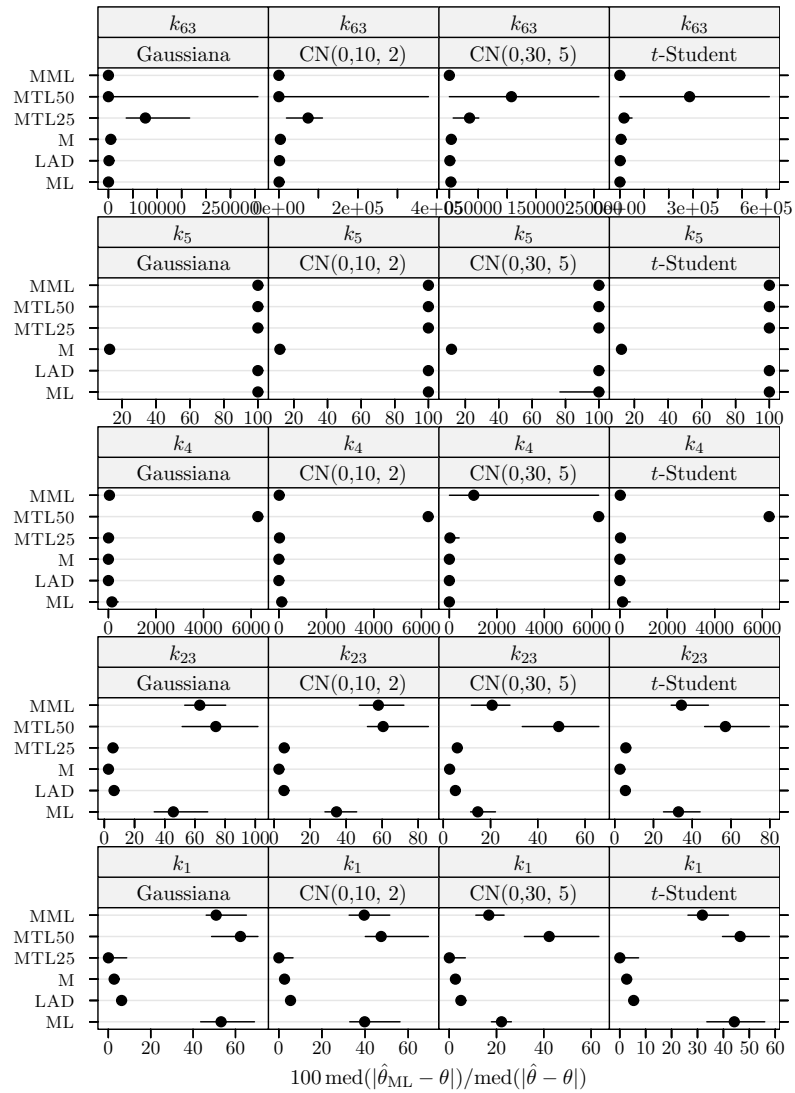 k63 k63 k63 k63
Gaussiana CN(0,10, 2) CN(0,30, 5) t-Student
MML
MTL50
MTL25
M
LAD
ML
0 100000 250000 0e+00 2e+05 4e+05 50000 150000 250000 0e+00 3e+05 6e+05
k5 k5 k5 k5
Gaussiana CN(0,10, 2) CN(0,30, 5) t-Student
MML
MTL50
MTL25
M
LAD
ML
20 40 60 80 100 20 40 60 80 100 20 40 60 80 100 20 40 60 80 100
k4 k4 k4 k4
Gaussiana CN(0,10, 2) CN(0,30, 5) t-Student
MML
MTL50
MTL25
M
LAD
ML
0 2000 4000 6000 0 2000 4000 6000 0 2000 4000 6000 0 2000 4000 6000
k23 k23 k23 k23
Gaussiana CN(0,10, 2) CN(0,30, 5) t-Student
MML
MTL50
MTL25
M
LAD
ML
0 20 40 60 80 100 0 20 40 60 80 0 20 40 60 0 20 40 60 80
k1 k1 k1 k1
Gaussiana CN(0,10, 2) CN(0,30, 5) t-Student
MML
MTL50
MTL25
M
LAD
ML
0 20 40 60 0 20 40 60 0 20 40 60 0 10 20 30 40 50 60
100 med(|θ̂ML − θ|)/med(|θ̂ − θ|)